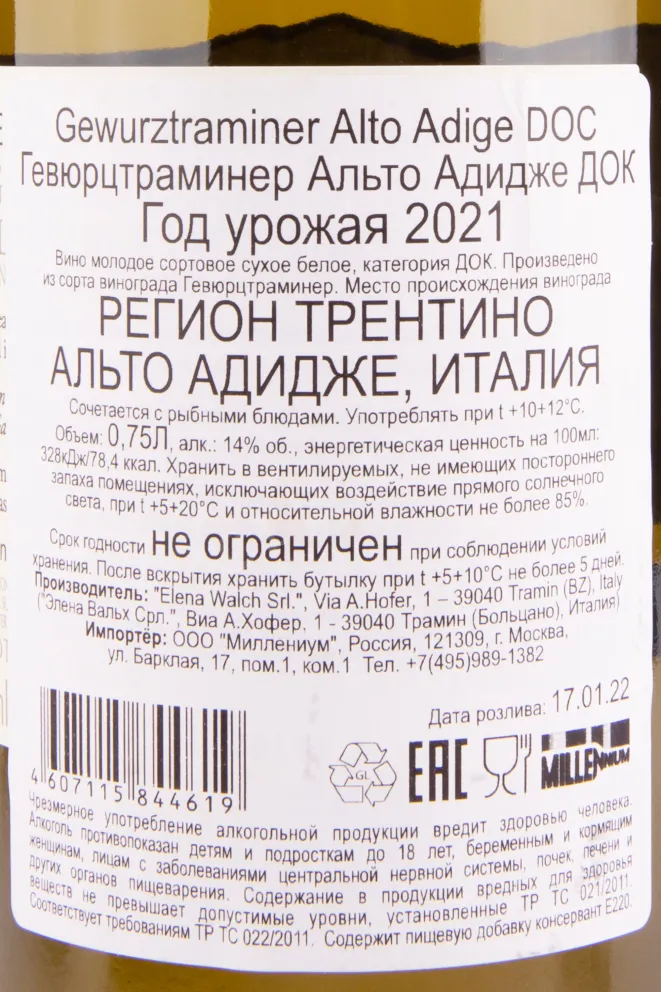 Gewurztraminer Alto Adige DOC
Гевюрцтраминер Альто Адидже ДОК
Год урожая 2021
Вино молодое сортовое сухое белое, категория ДОК. Произведено
из сорта винограда Гевюрцтраминер. Место происхождения винограда
РЕГИОН ТРЕНТИНО
АЛЬТО АДИДЖЕ, ИТАЛИЯ
Сочетается с рыбными блюдами. Употреблять при t +10+12°С.
Объем: 0,75Л, алк.: 14% об., энергетическая ценность на 100мл:
328кДж/78,4 ккал. Хранить в вентилируемых, не имеющих постороннего
запаха помещениях, исключающих воздействие прямого солнечного
света, при t +5+20°С и относительной влажности не более 85%.
Срок годности не ограничен при соблюдении условий
хранения. После вскрытия хранить бутылку при t +5+10°С не более 5 дней.
Производитель: "Elena Walch Srl.", Via A.Hofer, 1 – 39040 Tramin (BZ), Italy
("Элена Вальх Срл.", Виа А.Хофер, 1 - 39040 Трамин (Больцано), Италия)
Импортёр: ООО "Миллениум", Россия, 121309, г. Москва,
ул. Барклая, 17, пом.1, ком.1 Тел. +7(495)989-1382
Дата розлива: 17.01.22
GL
EAC
MILLENNIUM
4 607115 844619
Чрезмерное употребление алкогольной продукции вредит здоровью человека.
Алкоголь противопоказан детям и подросткам до 18 лет, беременным и кормящим
женщинам, лицам с заболеваниями центральной нервной системы, почек, печени и
других органов пищеварения. Содержание в продукции вредных для здоровья
веществ не превышает допустимые уровни, установленные ТР ТС 021/2011.
Соответствует требованиям ТР ТС 022/2011. Содержит пищевую добавку консервант Е220.